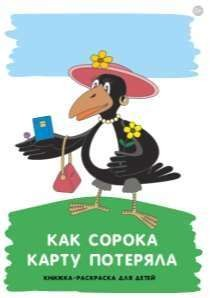 КАК СОРОКА
КАРТУ ПОТЕРЯЛА
КНИЖКА-РАСКРАСКА ДЛЯ ДЕТЕЙ